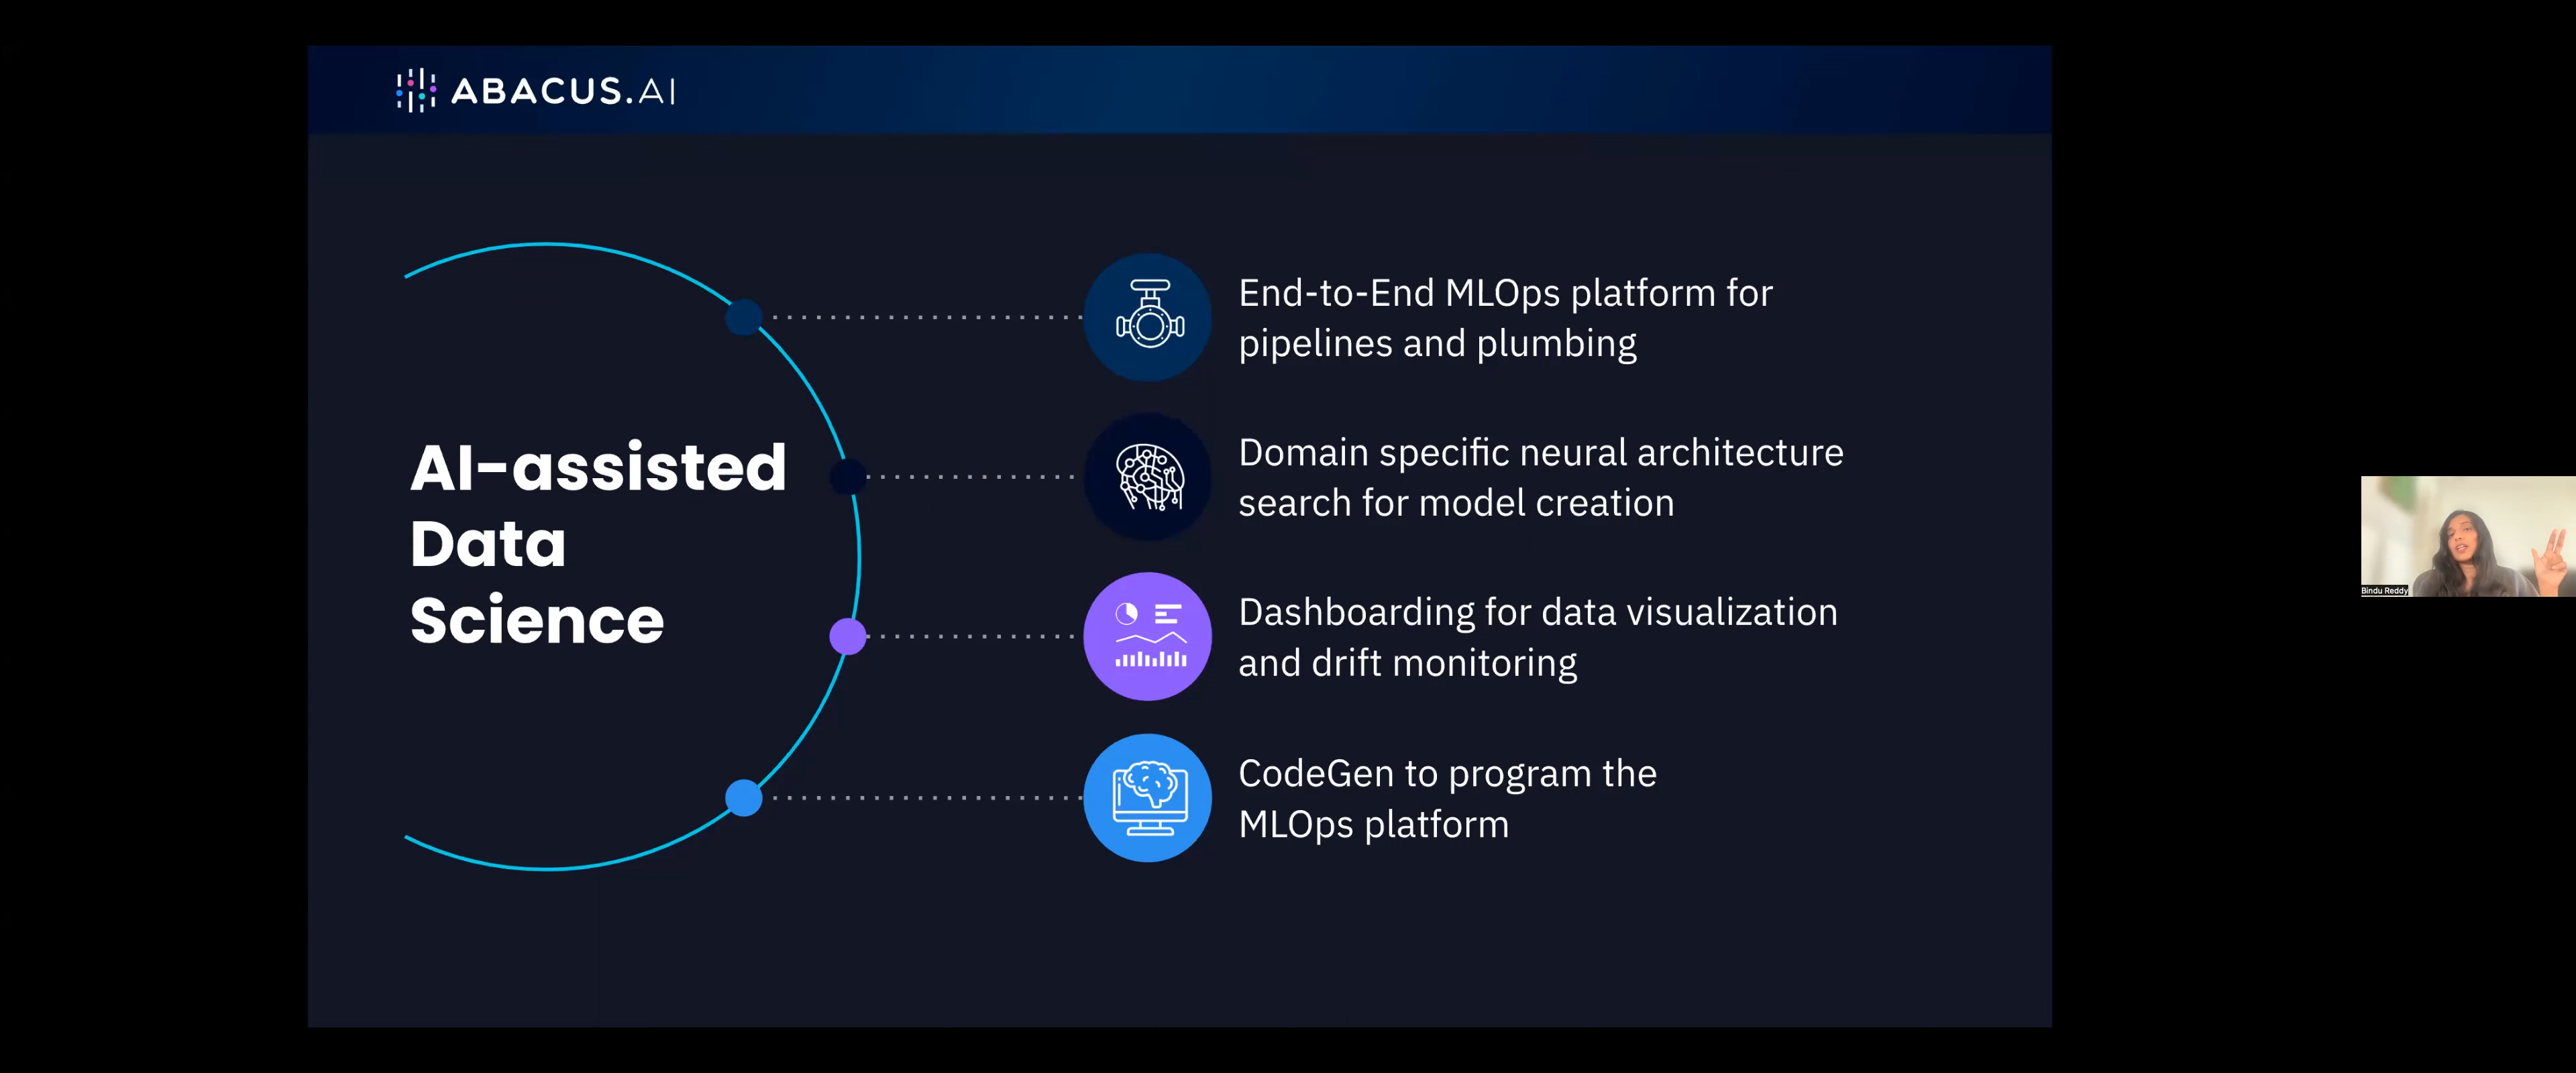 ABACUS.AI
AI-assisted
Data
Science
End-to-End MLOps platform for
pipelines and plumbing
Domain specific neural architecture
search for model creation
Dashboarding for data visualization
and drift monitoring
CodeGen to program the
MLOps platform
Bindu Reddy